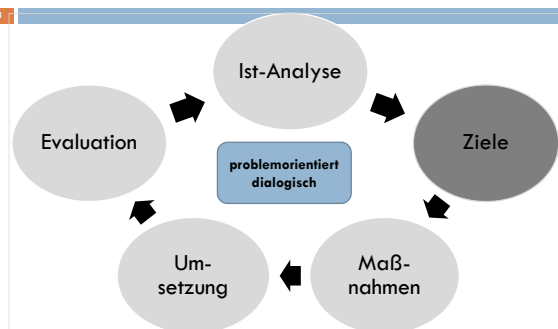 Ist-Analyse
Ziele
Maß-
nahmen
Um-
setzung
Evaluation
problemorientiert
dialogisch